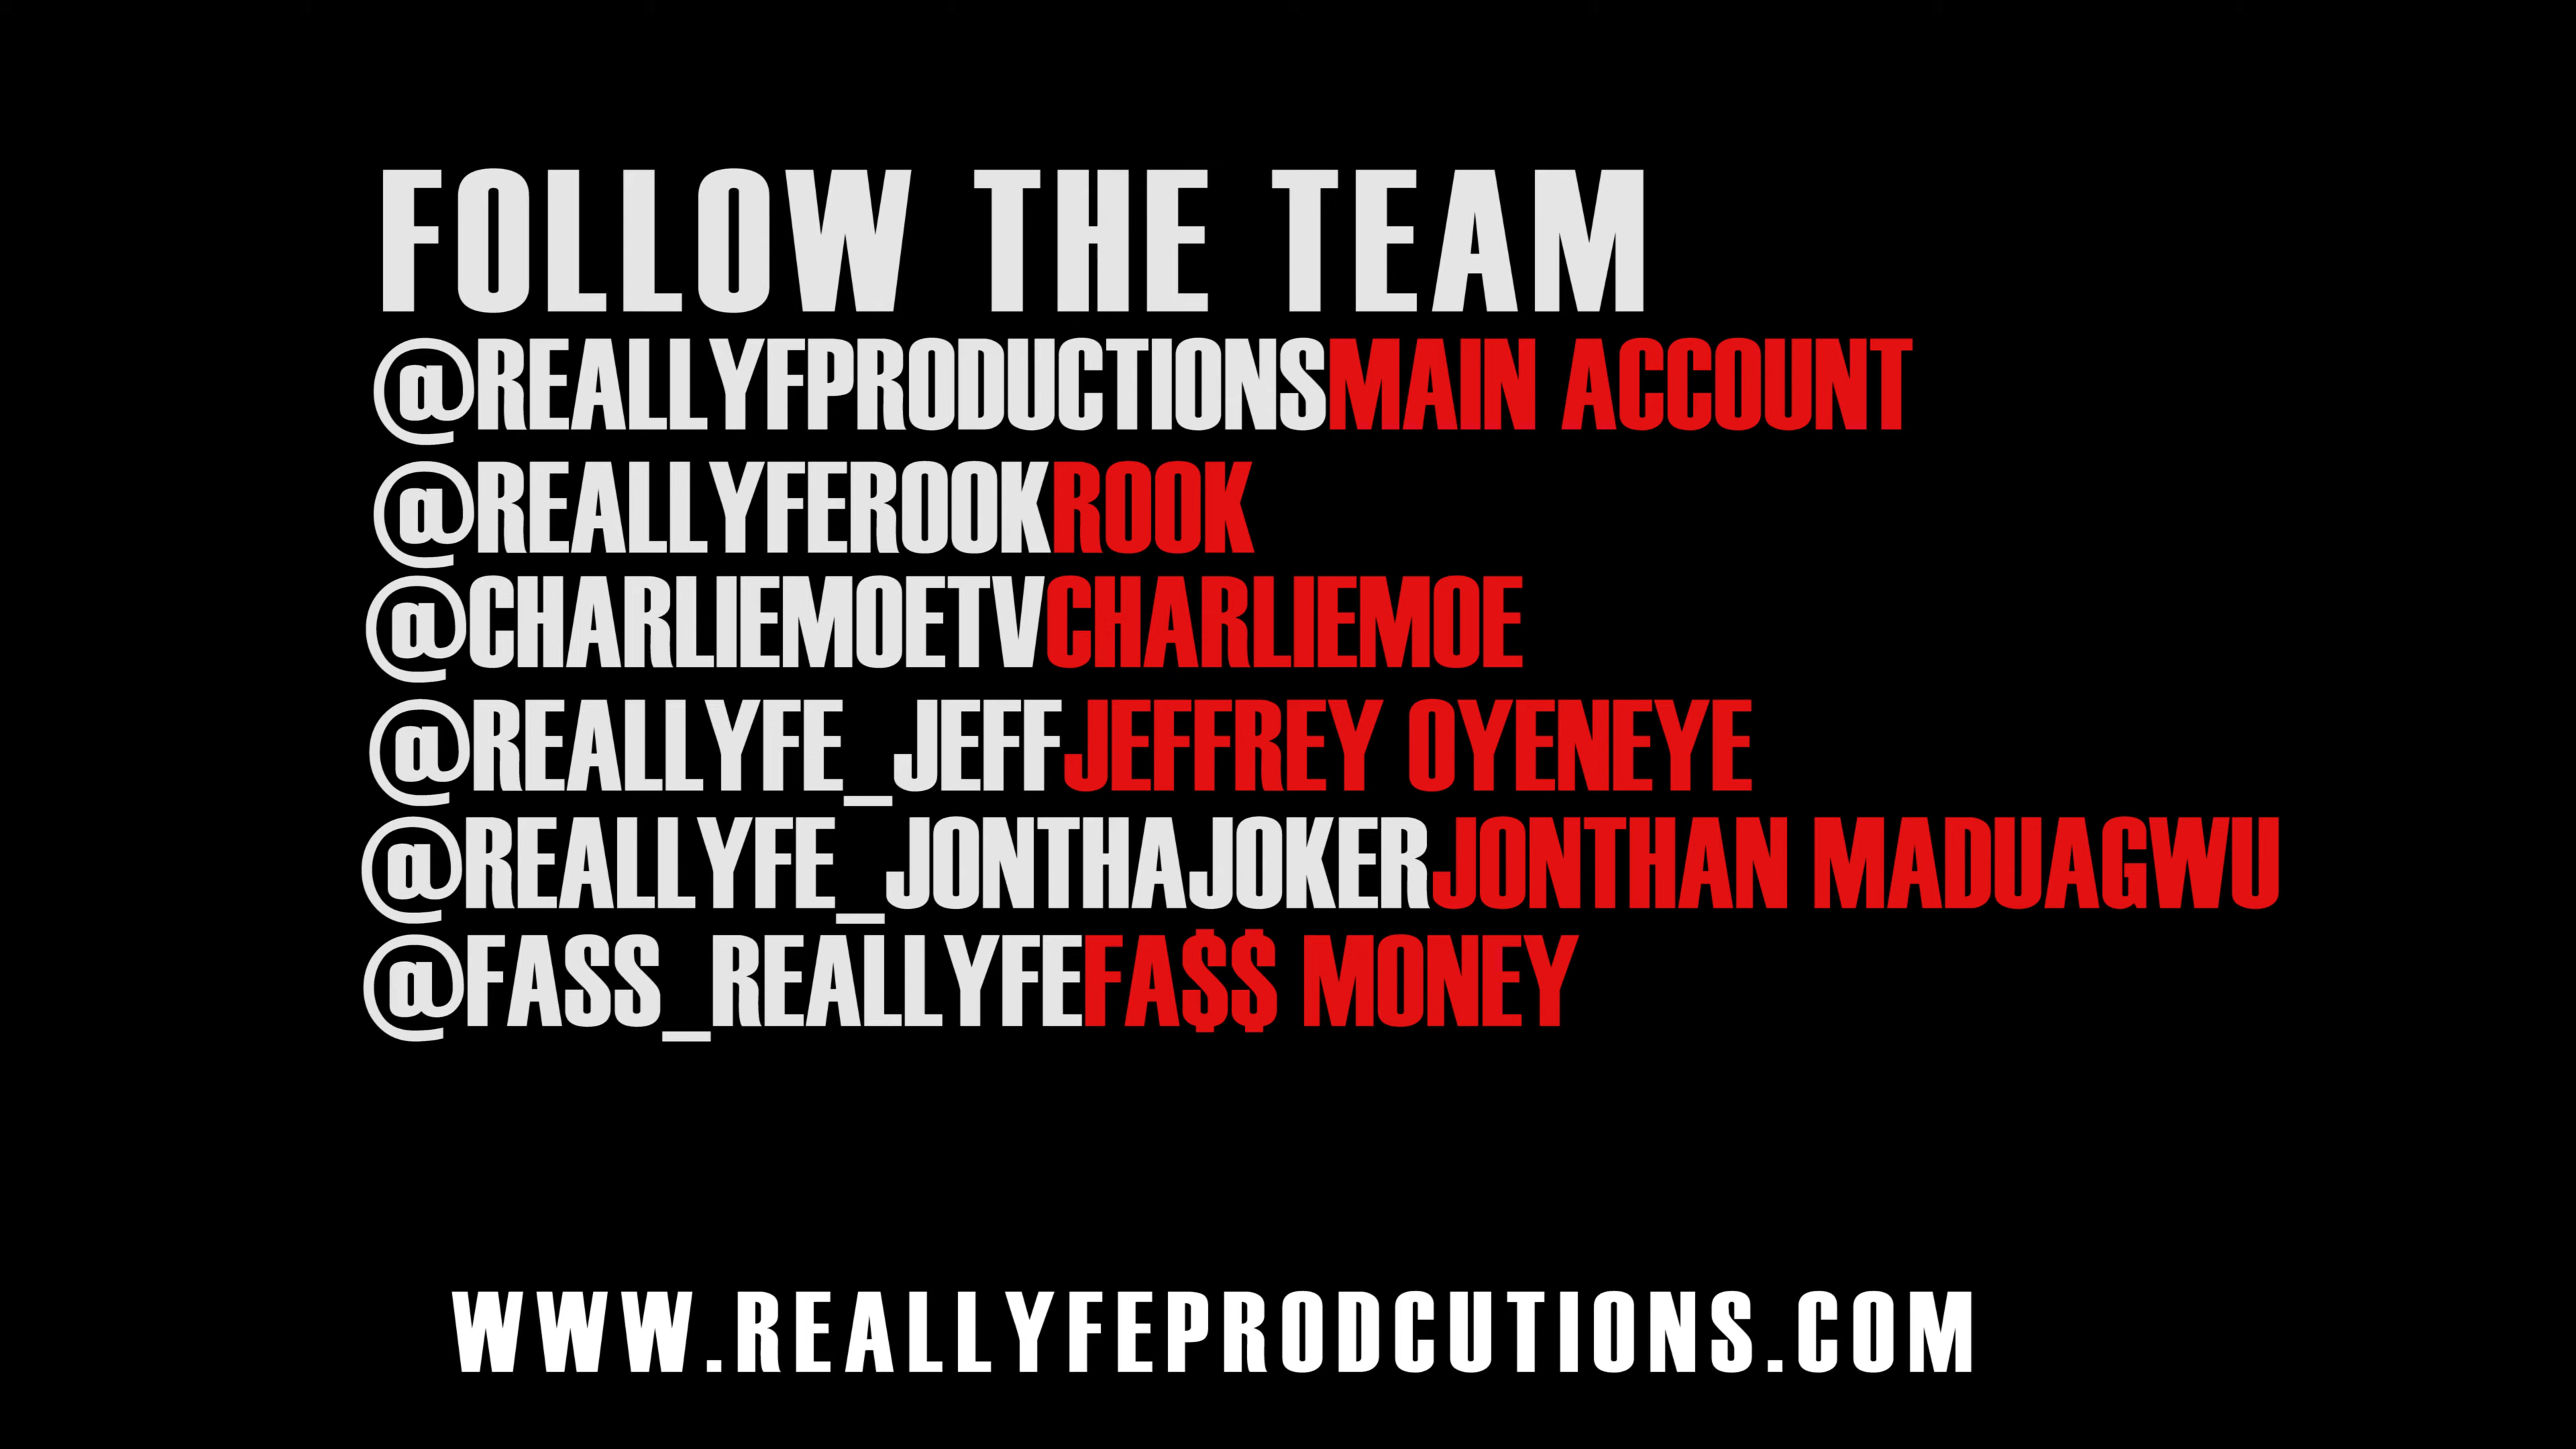 FOLLOW THE TEAM
@REALLYFPRODUCTIONSMAIN ACCOUNT
@REALLYFEROOKROOK
@CHARLIEMOETVCHARLIEMOE
@REALLYFE_JEFFJEFFREY OYENEYE
@REALLYFE_JONTHAJOKERJONTHAN MADUAGWU
@FASS_REALLYFEFA$$ MONEY
WWW.REALLYFEPRODCUTIONS.COM